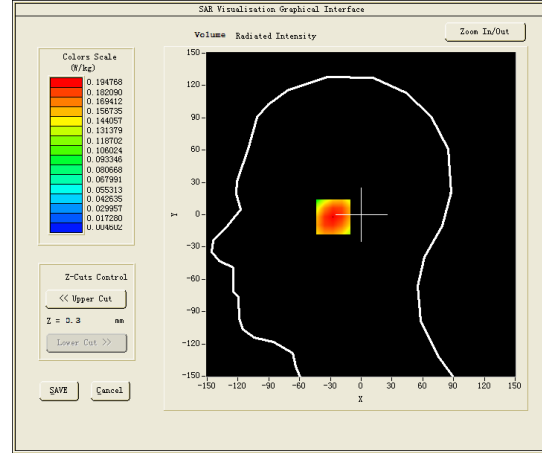 SAR Visualisation Graphical Interface
Volume Radiated Intensity
Zoom In/Out
Colors Scale
(W/kg)
0.194768
0.182090
0.169412
0.156735
0.144057
0.131379
0.118702
0.106024
0.093346
0.080668
0.067991
0.055313
0.042635
0.029957
0.017280
0.004602
Z-Cuts Control
<< Upper Cut
Z = 0.3 mm
Lower Cut >>
SAVE Cancel
150
120
90
60
30
0
-30
-60
-90
-120
-150
Y
-150 -120 -90 -60 -30 0 30 60 90 120 150
X